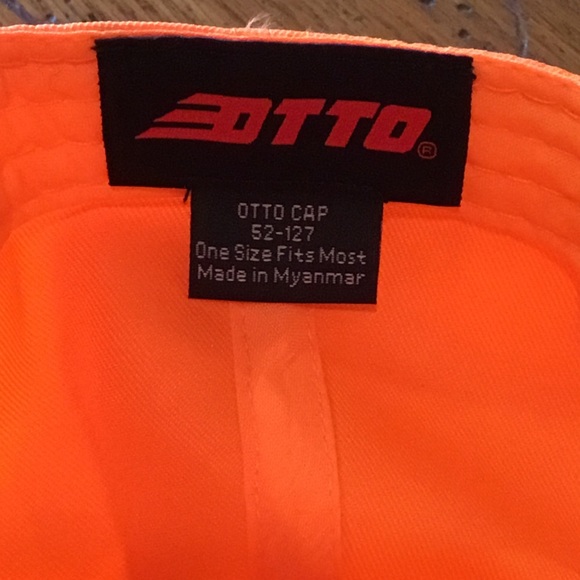 OTTO®
OTTO CAP
52-127
One Size Fits Most
Made in Myanmar